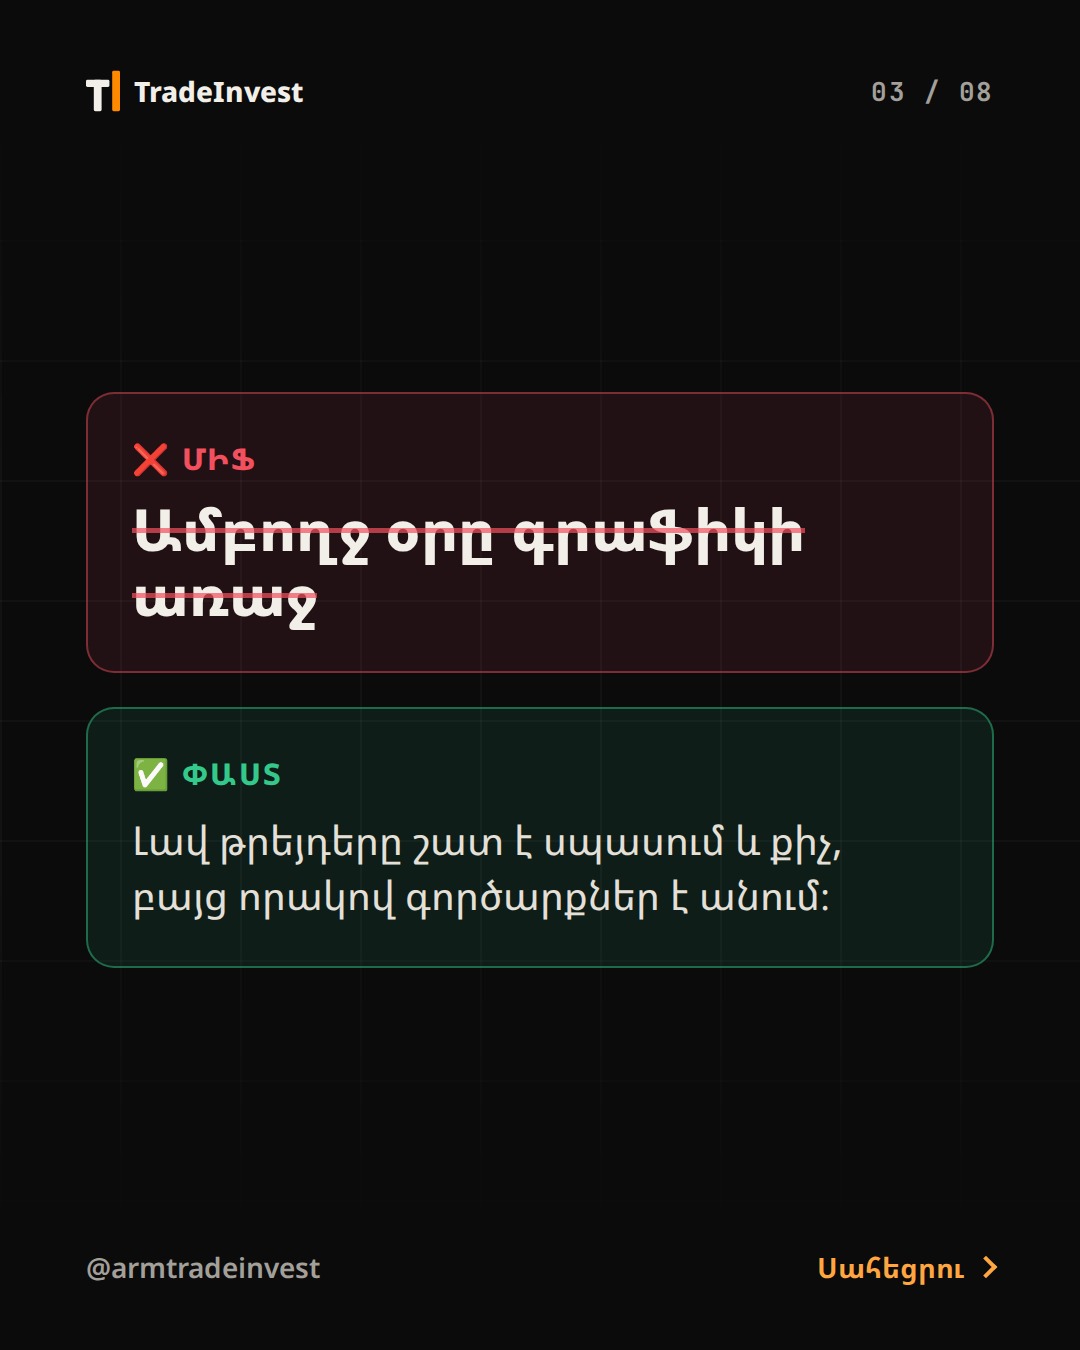 TradeInvest
03 / 08
❌ ՄԻՖ
Ամբողջ օրը գրաֆիկի
առաջ
✅ ՓԱՍՏ
Լավ թրեյդերը շատ է սպասում և քիչ,
բայց որակով գործարքներ է անում:
@armtradeinvest
Սահեցրու